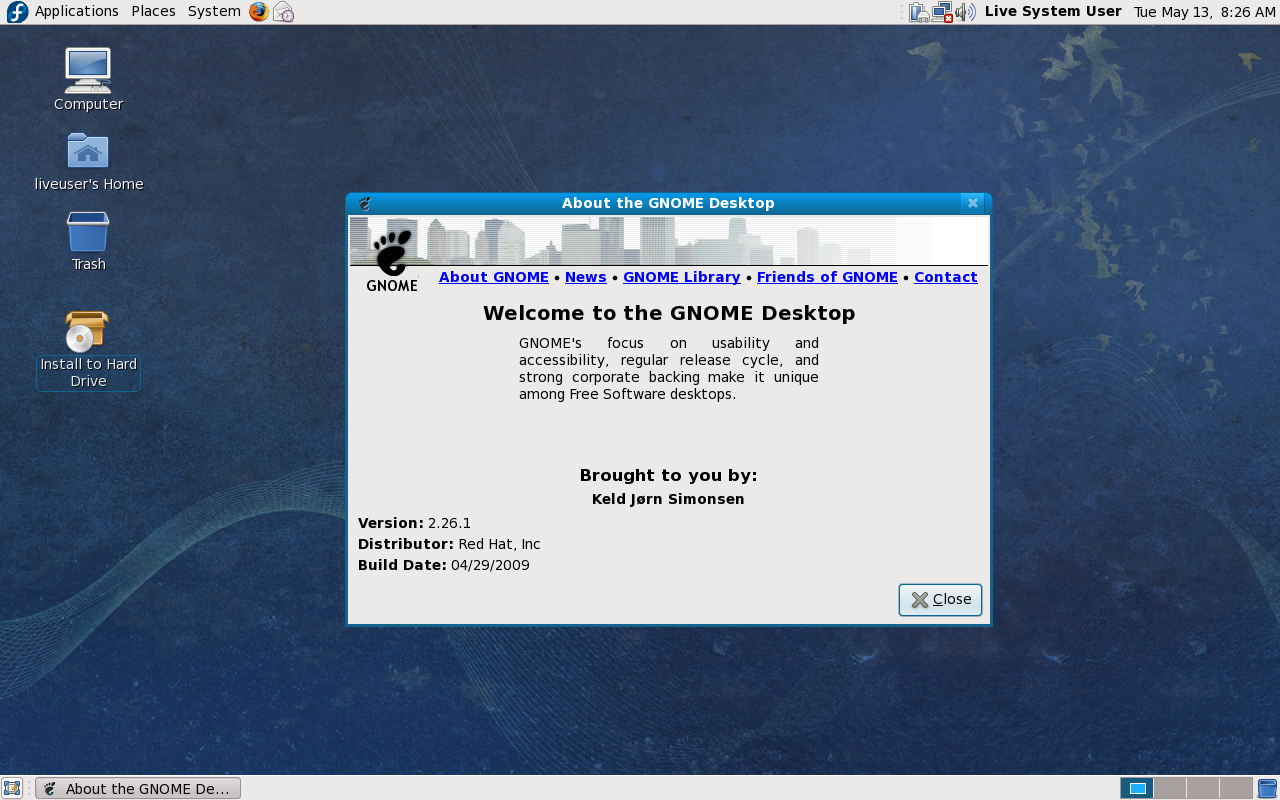 Applications Places System Live System User Tue May 13, 8:26 AM
Computer
liveuser's Home
Trash
Install to Hard
Drive
About the GNOME Desktop
GNOME
About GNOME • News • GNOME Library • Friends of GNOME • Contact
Welcome to the GNOME Desktop
GNOME's focus on usability and
accessibility, regular release cycle, and
strong corporate backing make it unique
among Free Software desktops.
Brought to you by:
Keld Jørn Simonsen
Version: 2.26.1
Distributor: Red Hat, Inc
Build Date: 04/29/2009
Close
About the GNOME De...